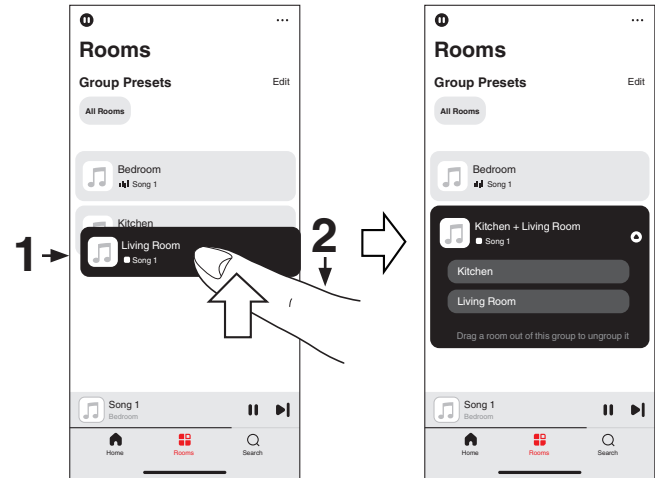 Rooms
Group Presets Edit
All Rooms
Bedroom
Song 1
Kitchen
Living Room
Song 1
1
2
Song 1
Bedroom
Home Rooms Search
Rooms
Group Presets Edit
All Rooms
Bedroom
Song 1
Kitchen + Living Room
Song 1
Kitchen
Living Room
Drag a room out of this group to ungroup it
Song 1
Bedroom
Home Rooms Search